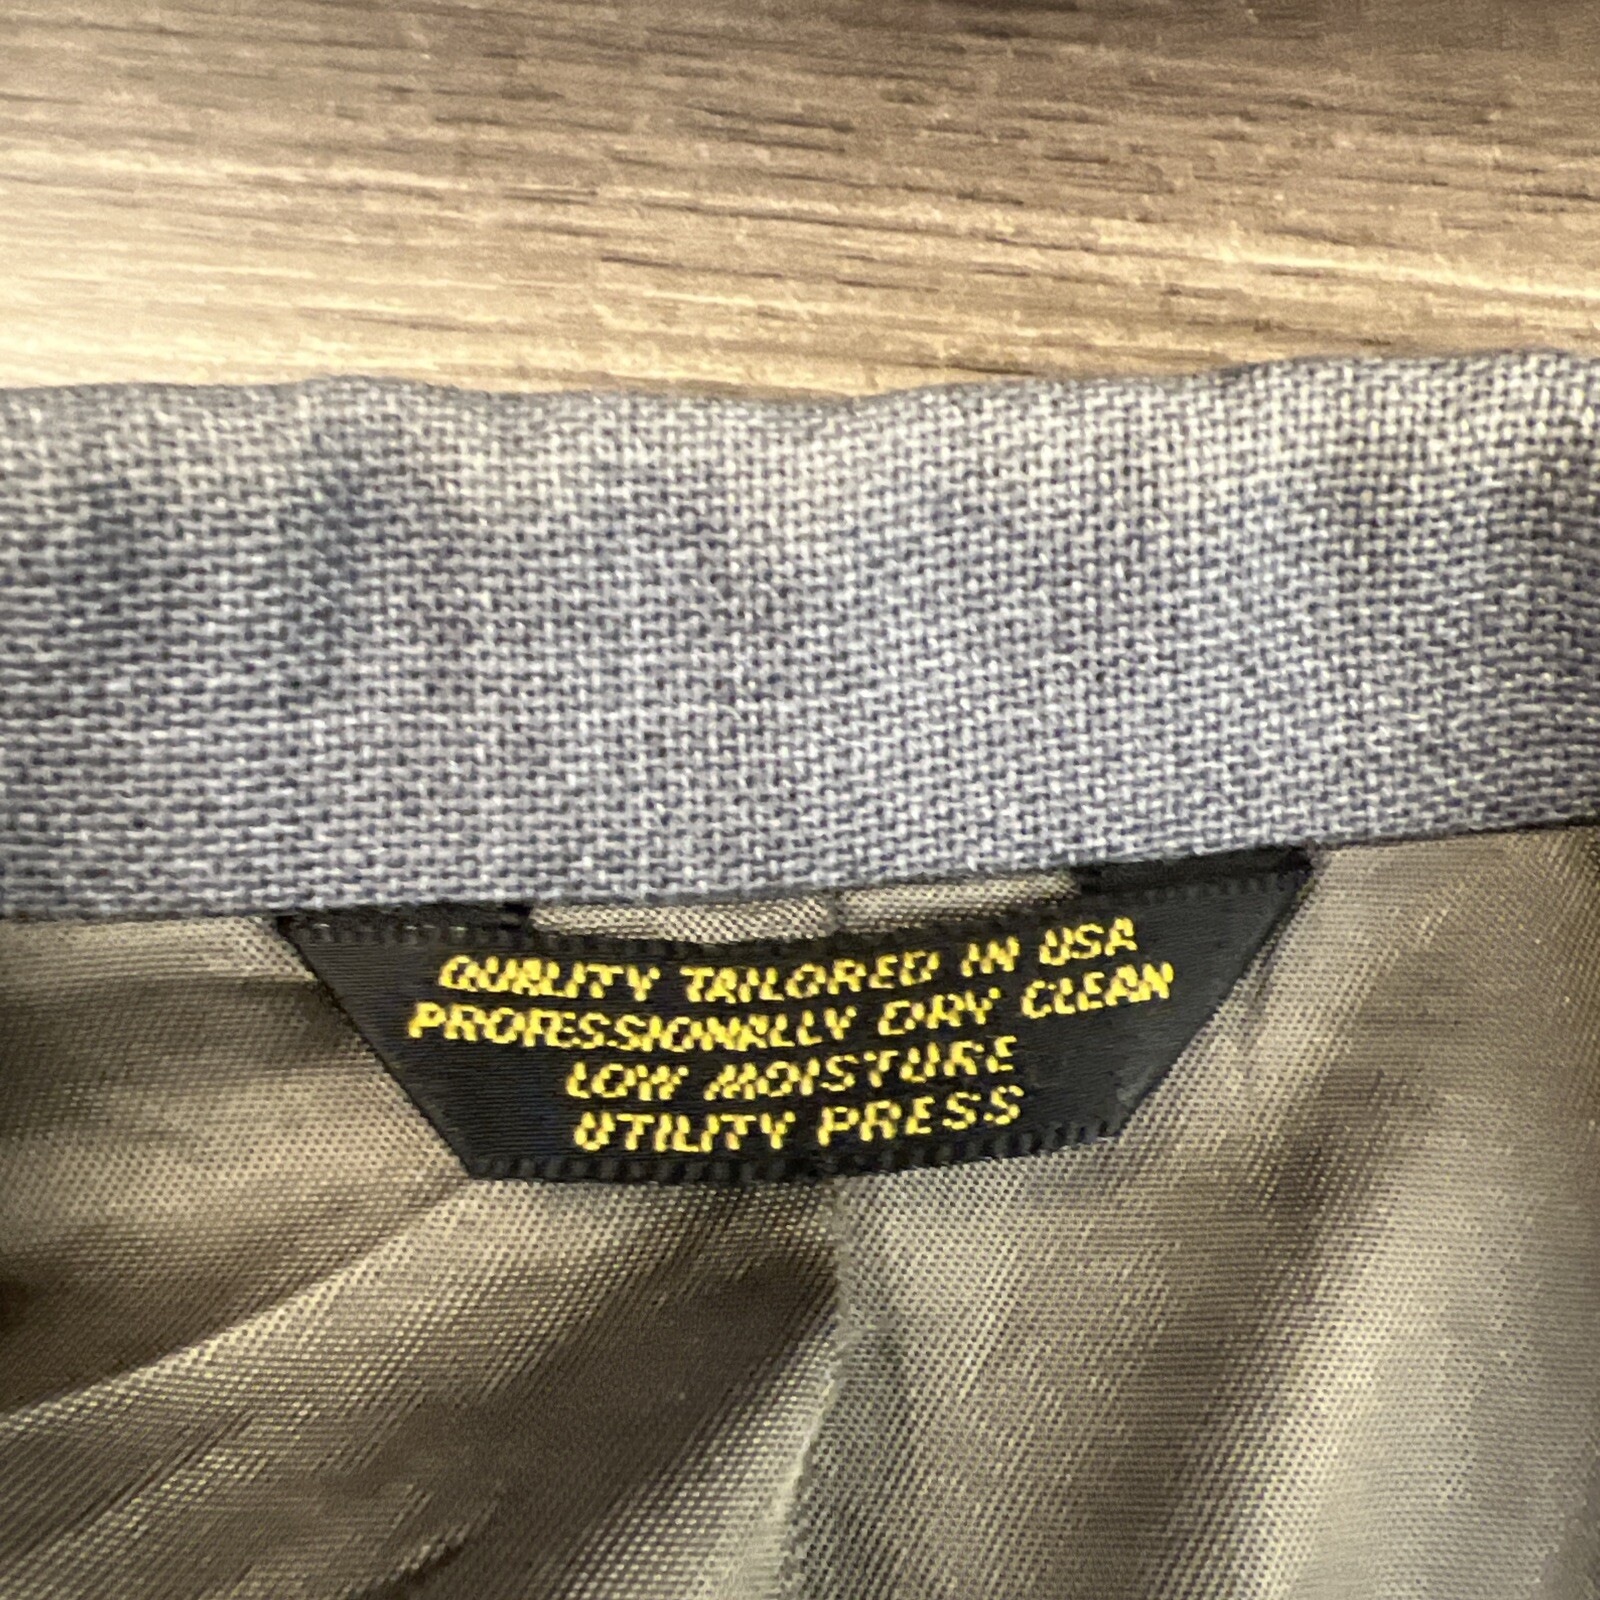 QUALITY TAILORED IN USA
PROFESSIONALLY DRY CLEAN
LOW MOISTURE
UTILITY PRESS